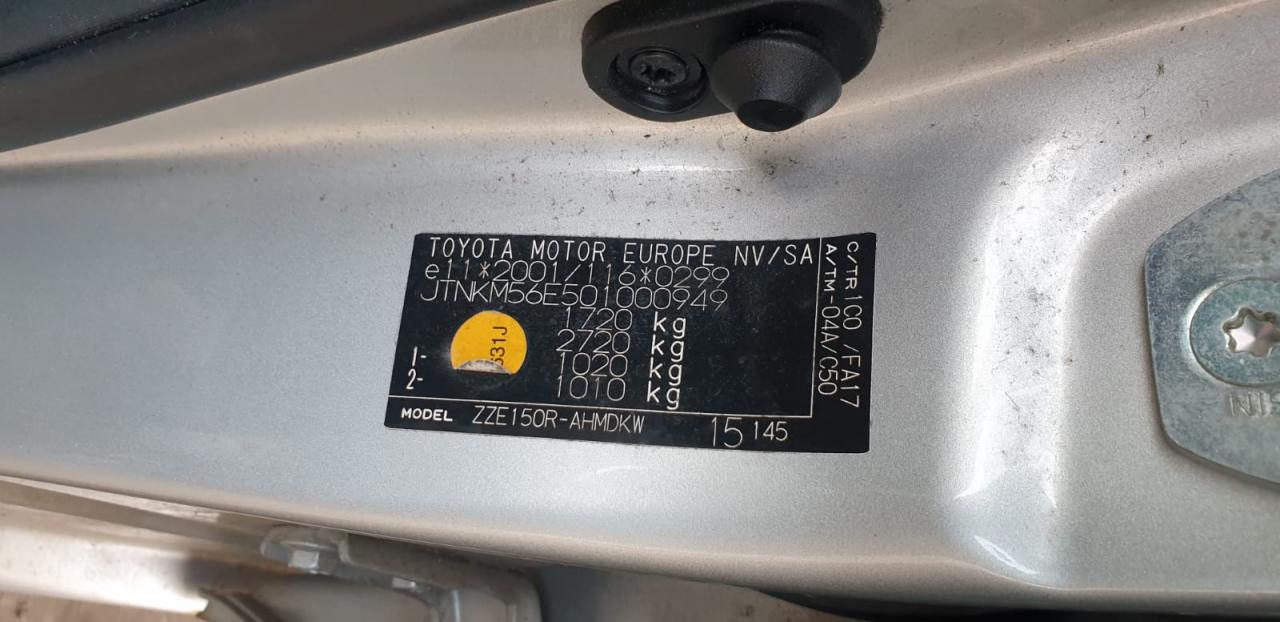 TOYOTA MOTOR EUROPE NV/SA
e11*2001/116*0299
JTNKM56E501000949
1720 kg
2720 kg
1- 1020 kg
2- 1010 kg
631J
MODEL ZZE150R-AHMDKW 15 145
C/TR 1C0 /FA17
A/TM-04A/C50